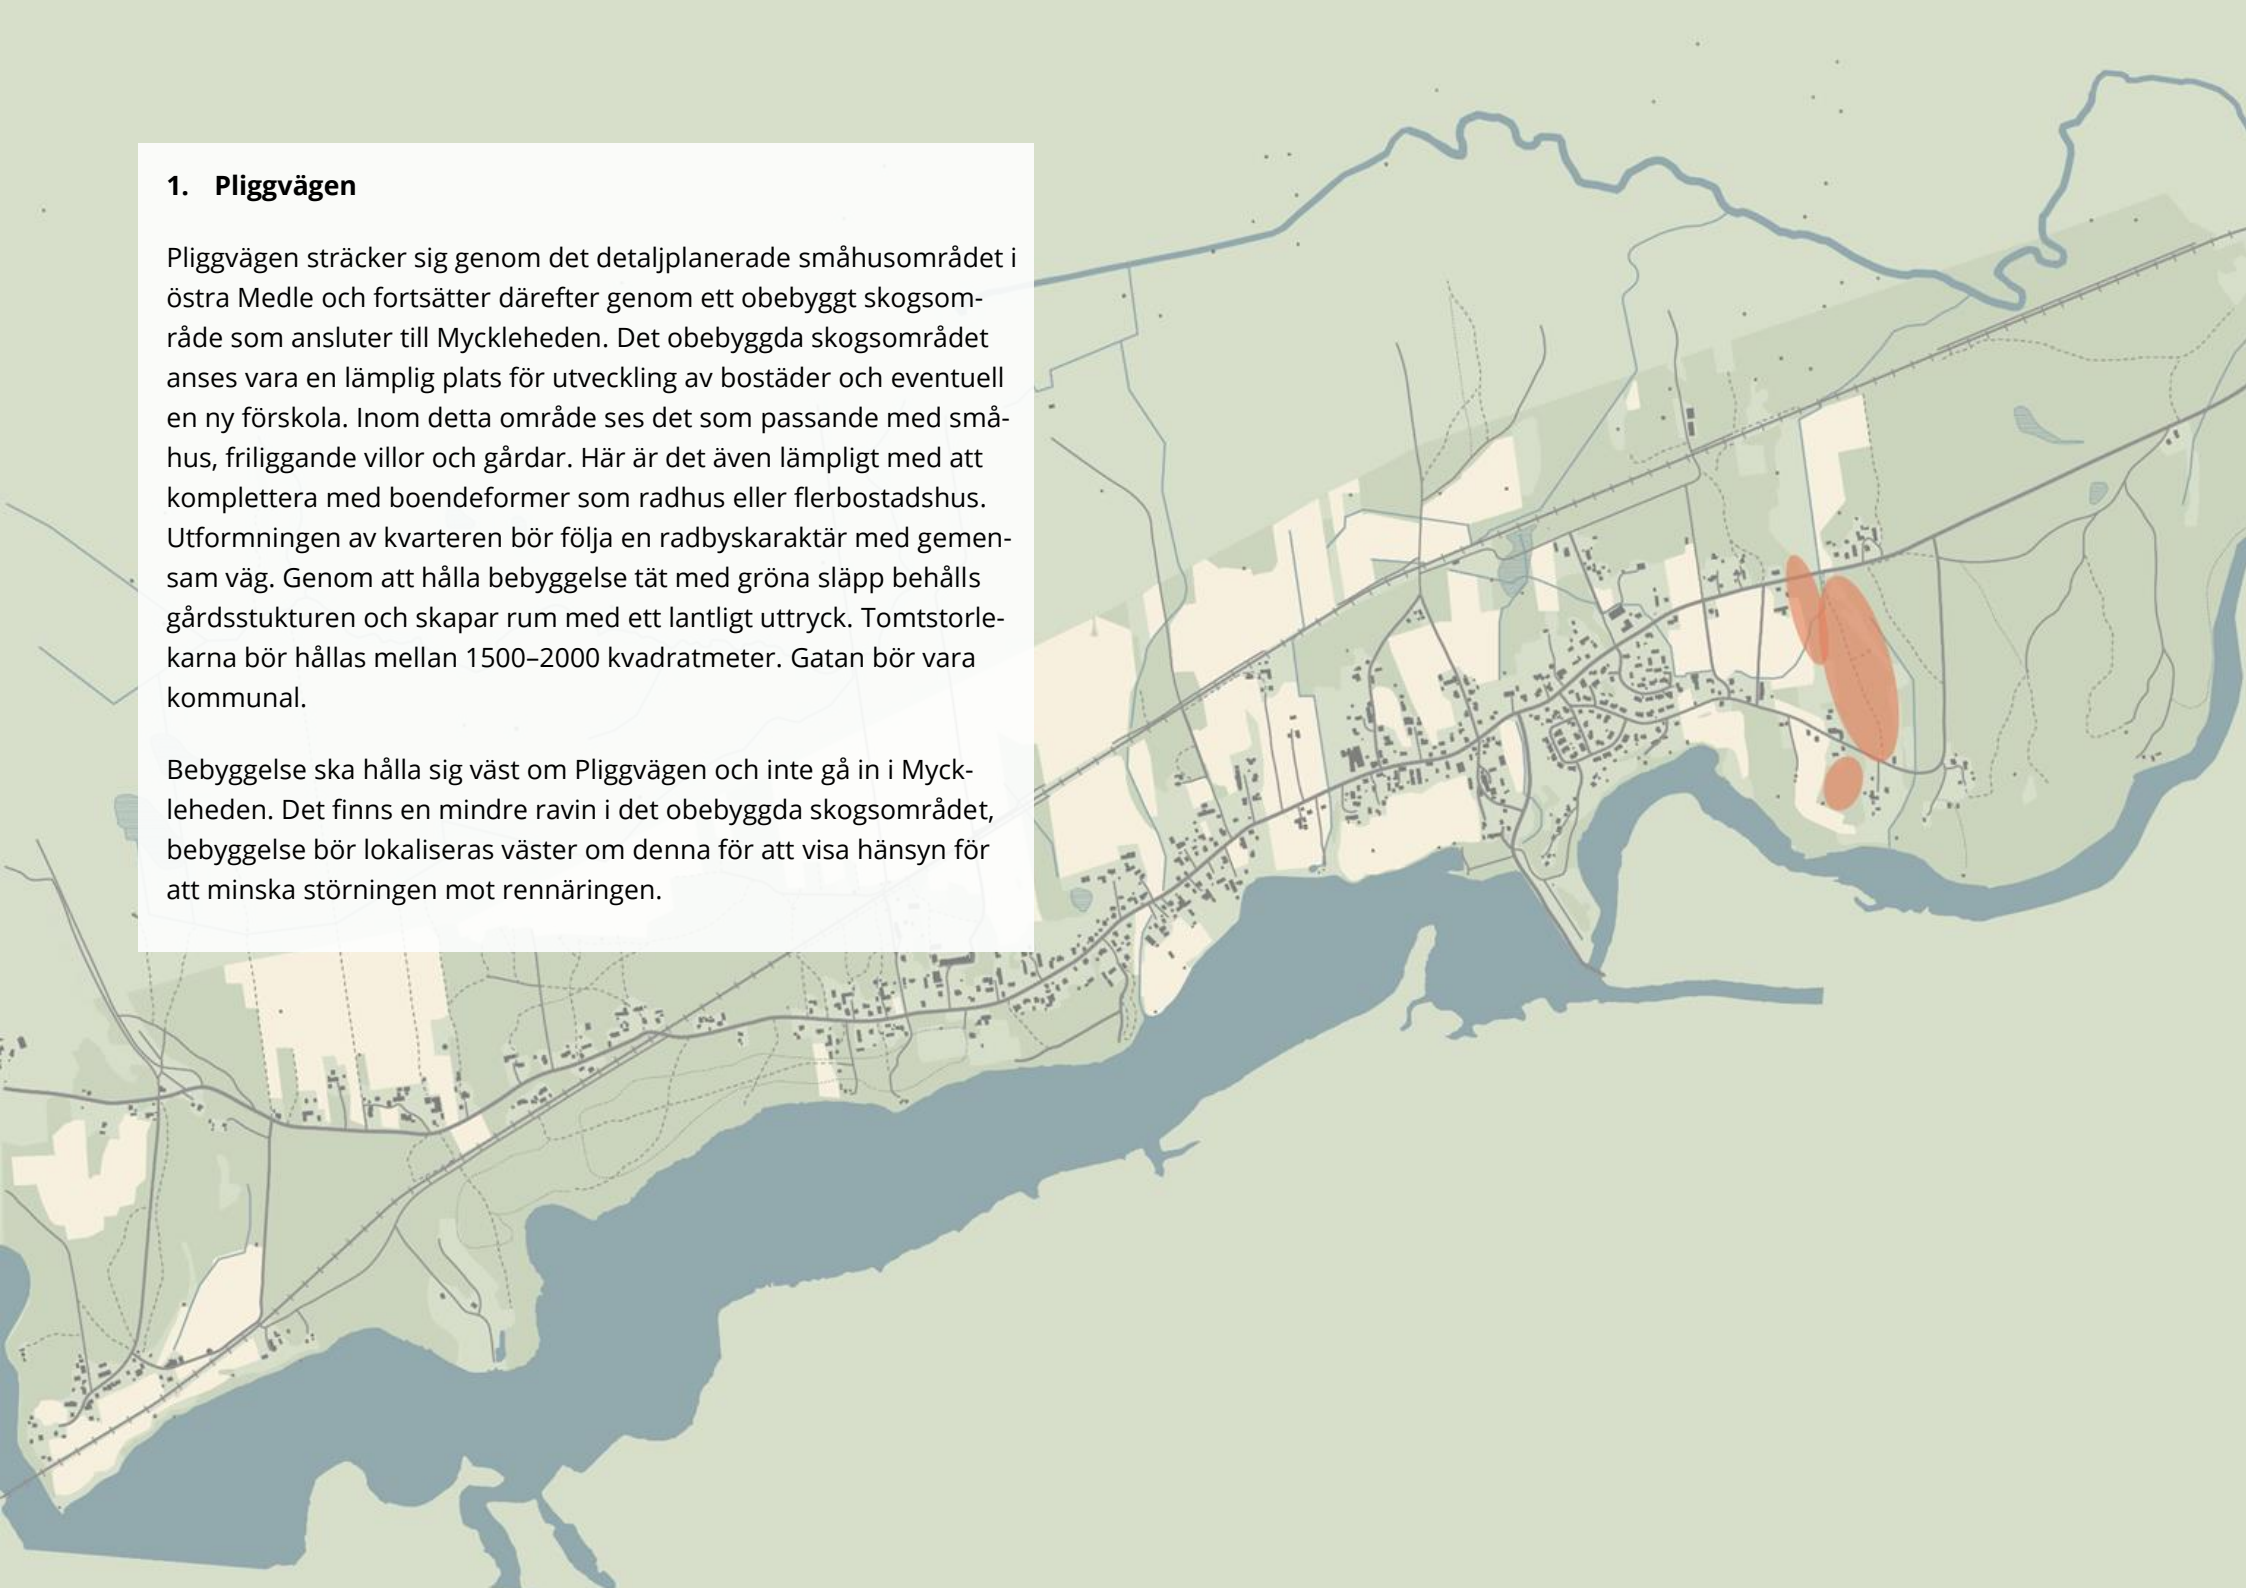 1. Pliggvägen
Pliggvägen sträcker sig genom det detaljplanerade småhusområdet i
östra Medle och fortsätter därefter genom ett obebyggt skogsom-
råde som ansluter till Myckleheden. Det obebyggda skogsområdet
anses vara en lämplig plats för utveckling av bostäder och eventuell
en ny förskola. Inom detta område ses det som passande med små-
hus, friliggande villor och gårdar. Här är det även lämpligt med att
komplettera med boendeformer som radhus eller flerbostadshus.
Utformningen av kvarteren bör följa en radbyskaraktär med gemen-
sam väg. Genom att hålla bebyggelse tät med gröna släpp behålls
gårdsstukturen och skapar rum med ett lantligt uttryck. Tomtstorle-
karna bör hållas mellan 1500–2000 kvadratmeter. Gatan bör vara
kommunal.
Bebyggelse ska hålla sig väst om Pliggvägen och inte gå in i Myck-
leheden. Det finns en mindre ravin i det obebyggda skogsområdet,
bebyggelse bör lokaliseras väster om denna för att visa hänsyn för
att minska störningen mot rennäringen.